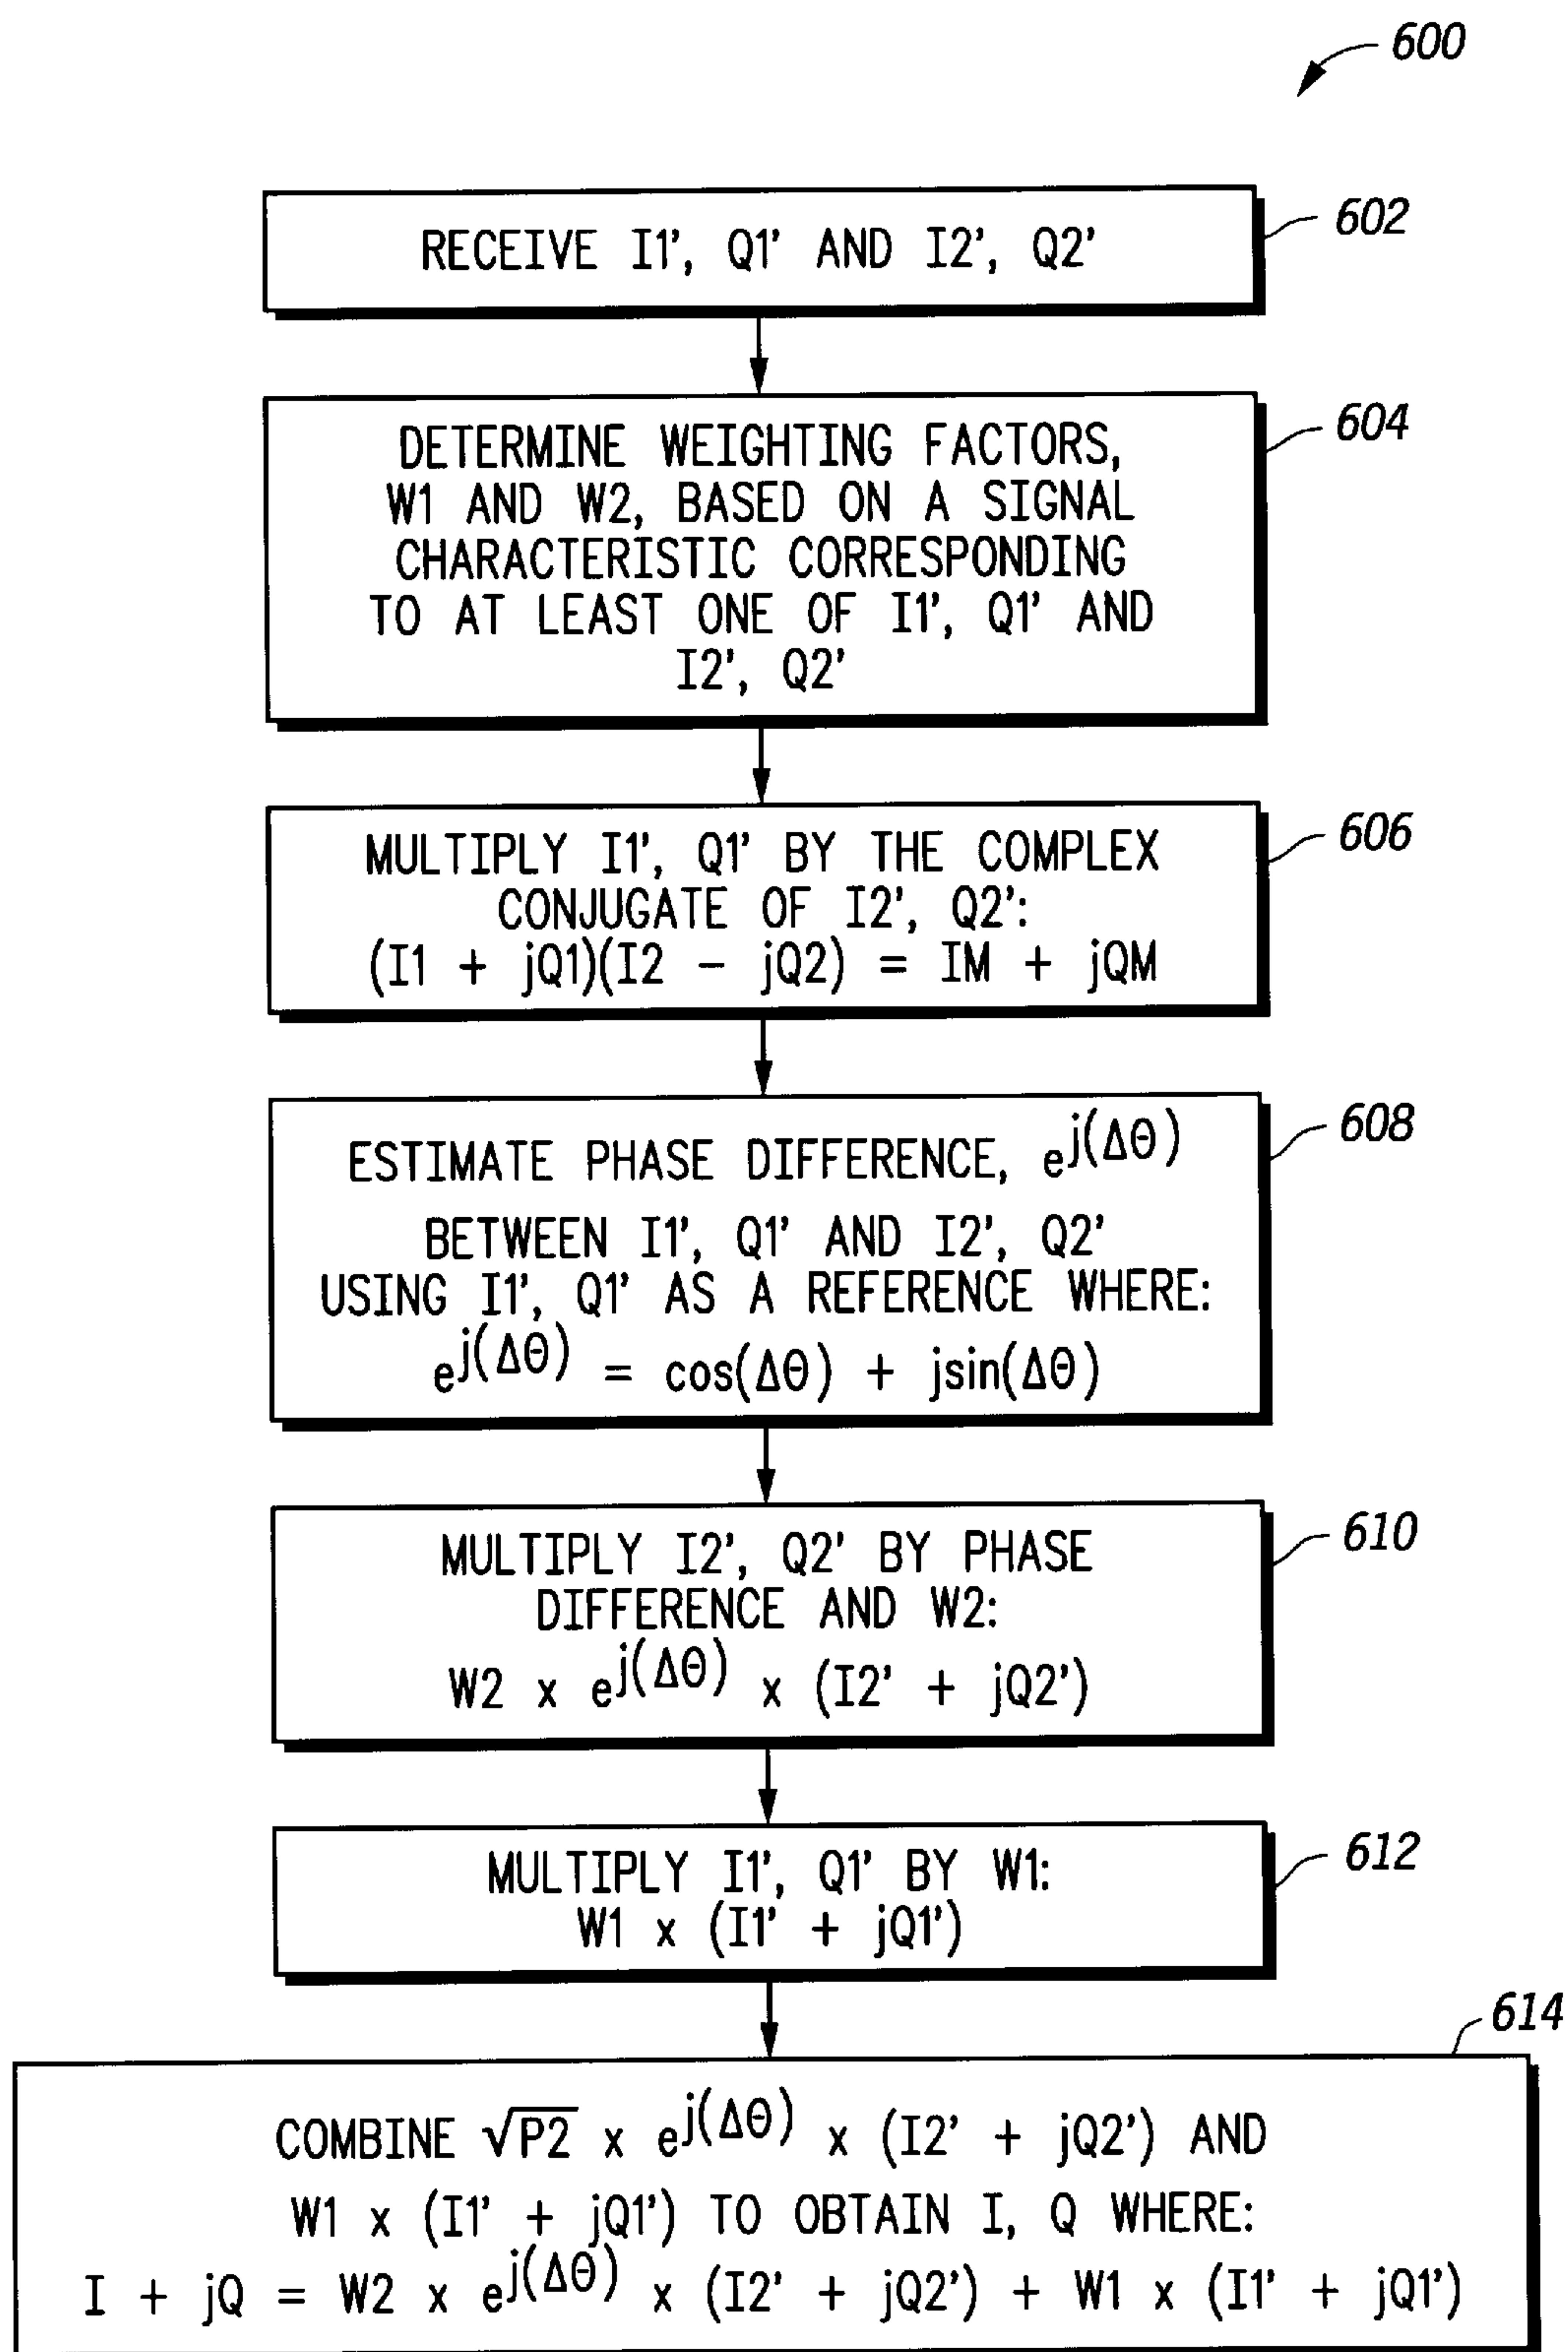 600
602
RECEIVE I1', Q1' AND I2', Q2'
604
DETERMINE WEIGHTING FACTORS,
W1 AND W2, BASED ON A SIGNAL
CHARACTERISTIC CORRESPONDING
TO AT LEAST ONE OF I1', Q1' AND
I2', Q2'
606
MULTIPLY I1', Q1' BY THE COMPLEX
CONJUGATE OF I2', Q2':
(I1 + jQ1)(I2 - jQ2) = IM + jQM
608
ESTIMATE PHASE DIFFERENCE, e^j(ΔΘ)
BETWEEN I1', Q1' AND I2', Q2'
USING I1', Q1' AS A REFERENCE WHERE:
e^j(ΔΘ) = cos(ΔΘ) + jsin(ΔΘ)
610
MULTIPLY I2', Q2' BY PHASE
DIFFERENCE AND W2:
W2 x e^j(ΔΘ) x (I2' + jQ2')
612
MULTIPLY I1', Q1' BY W1:
W1 x (I1' + jQ1')
614
COMBINE √P2 x e^j(ΔΘ) x (I2' + jQ2') AND
W1 x (I1' + jQ1') TO OBTAIN I, Q WHERE:
I + jQ = W2 x e^j(ΔΘ) x (I2' + jQ2') + W1 x (I1' + jQ1')